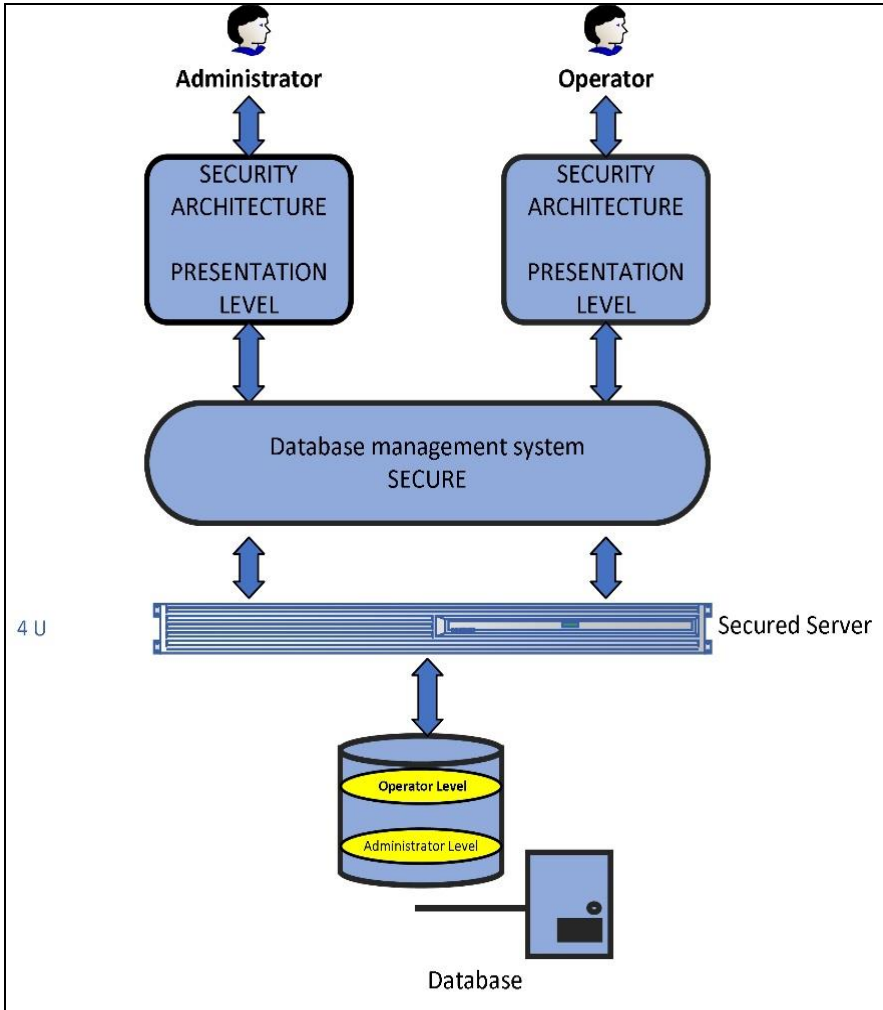 Administrator
Operator
SECURITY
ARCHITECTURE
PRESENTATION
LEVEL
SECURITY
ARCHITECTURE
PRESENTATION
LEVEL
Database management system
SECURE
4 U
Secured Server
Operator Level
Administrator Level
Database